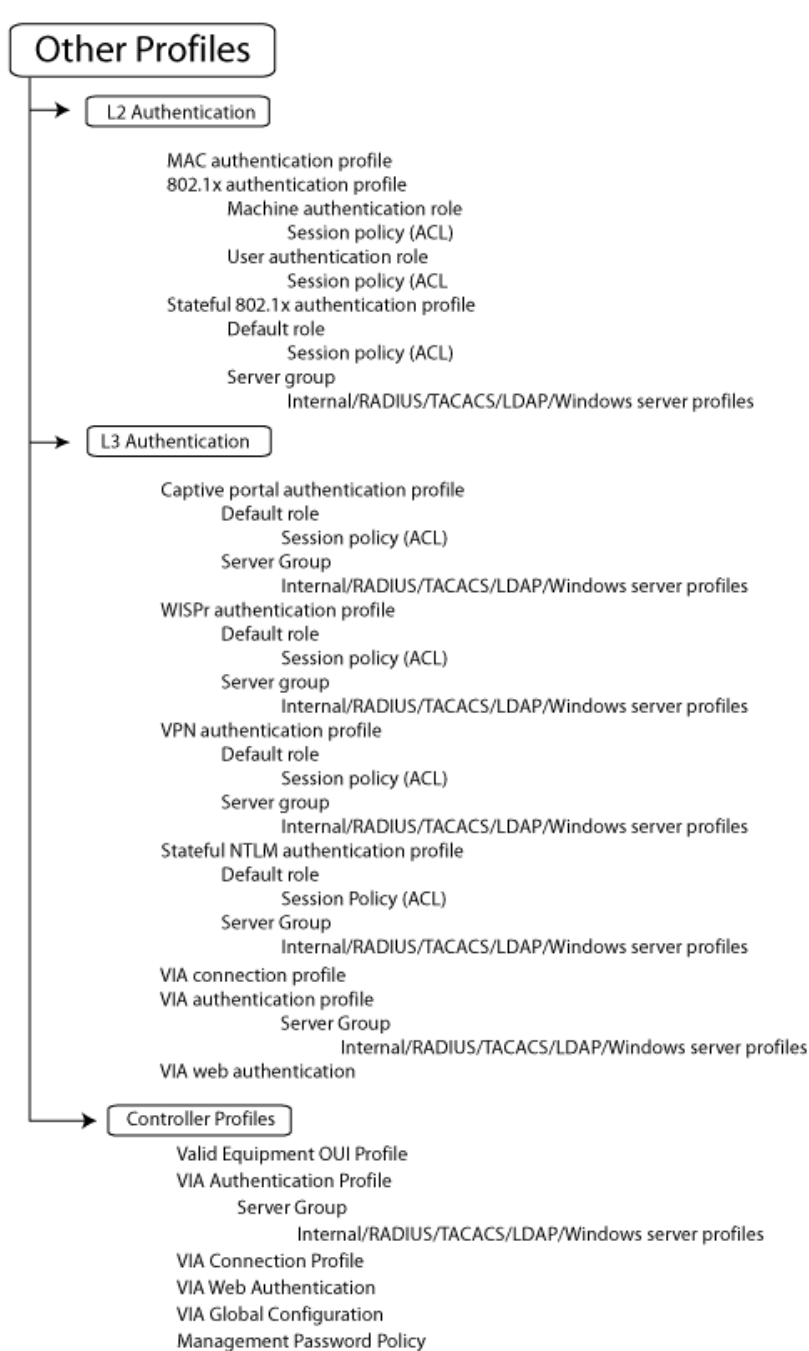 Other Profiles
L2 Authentication
MAC authentication profile
802.1x authentication profile
Machine authentication role
Session policy (ACL)
User authentication role
Session policy (ACL
Stateful 802.1x authentication profile
Default role
Session policy (ACL)
Server group
Internal/RADIUS/TACACS/LDAP/Windows server profiles
L3 Authentication
Captive portal authentication profile
Default role
Session policy (ACL)
Server Group
Internal/RADIUS/TACACS/LDAP/Windows server profiles
WISPr authentication profile
Default role
Session policy (ACL)
Server group
Internal/RADIUS/TACACS/LDAP/Windows server profiles
VPN authentication profile
Default role
Session policy (ACL)
Server group
Internal/RADIUS/TACACS/LDAP/Windows server profiles
Stateful NTLM authentication profile
Default role
Session Policy (ACL)
Server Group
Internal/RADIUS/TACACS/LDAP/Windows server profiles
VIA connection profile
VIA authentication profile
Server Group
Internal/RADIUS/TACACS/LDAP/Windows server profiles
VIA web authentication
Controller Profiles
Valid Equipment OUI Profile
VIA Authentication Profile
Server Group
Internal/RADIUS/TACACS/LDAP/Windows server profiles
VIA Connection Profile
VIA Web Authentication
VIA Global Configuration
Management Password Policy